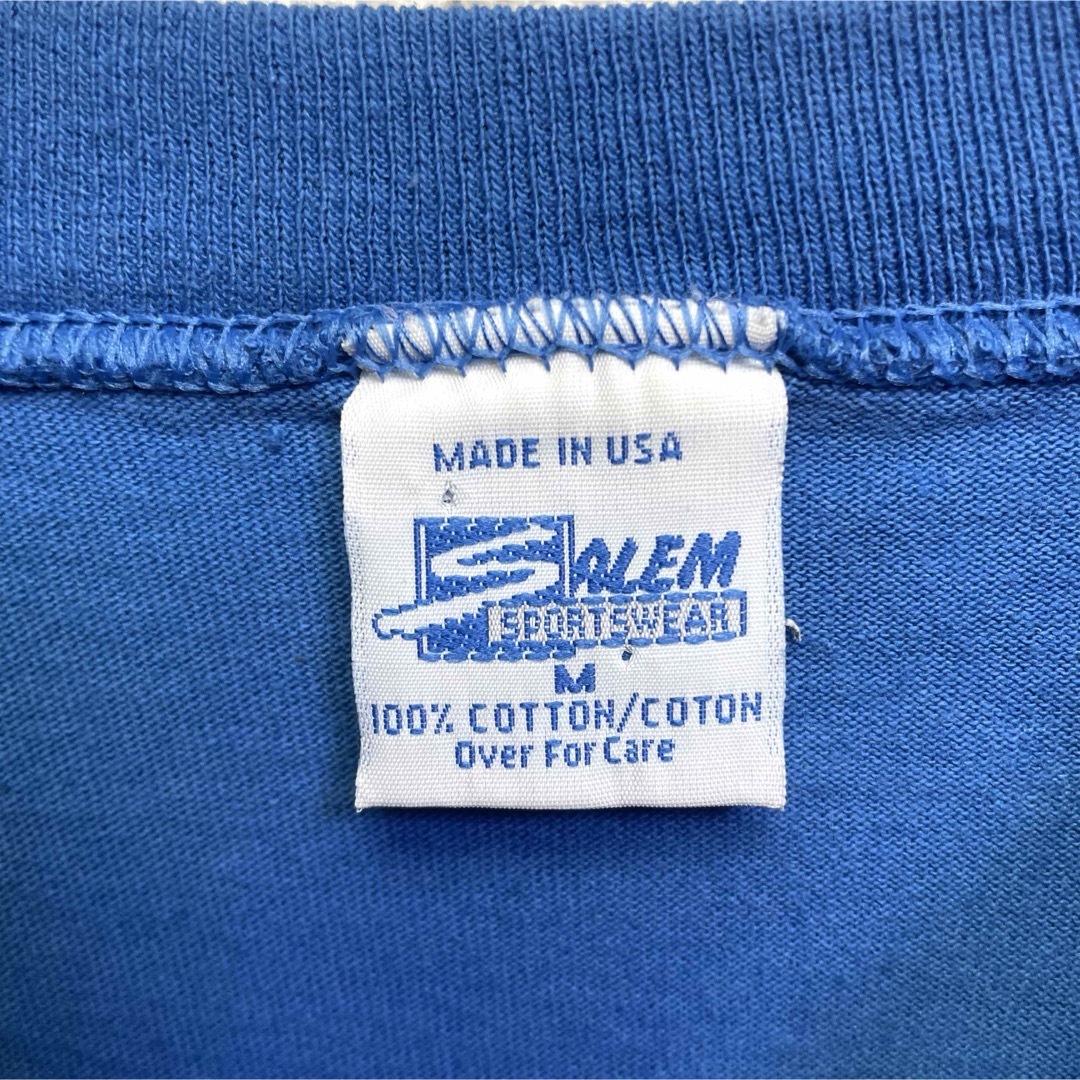 MADE IN USA
SALEM
SPORTSWEAR
M
100% COTTON/COTON
Over For Care